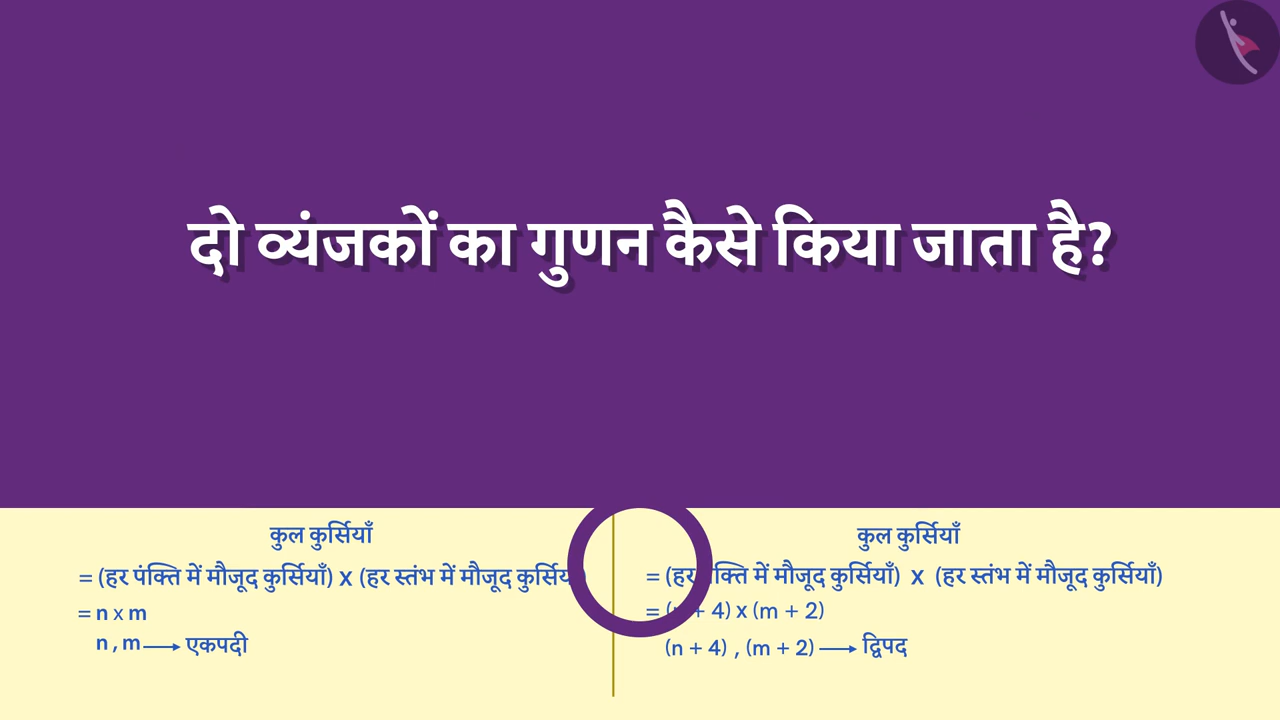 दो व्यंजकों का गुणन कैसे किया जाता है?
कुल कुर्सियाँ
= (हर पंक्ति में मौजूद कुर्सियाँ) x (हर स्तंभ में मौजूद
= n x m
n , m → एकपदी
कुल कुर्सियाँ
= (हर पंक्ति में मौजूद कुर्सियाँ) x (हर स्तंभ में मौजूद कुर्सियाँ)
= (n + 4) x (m + 2)
(n + 4) , (m + 2) → द्विपद